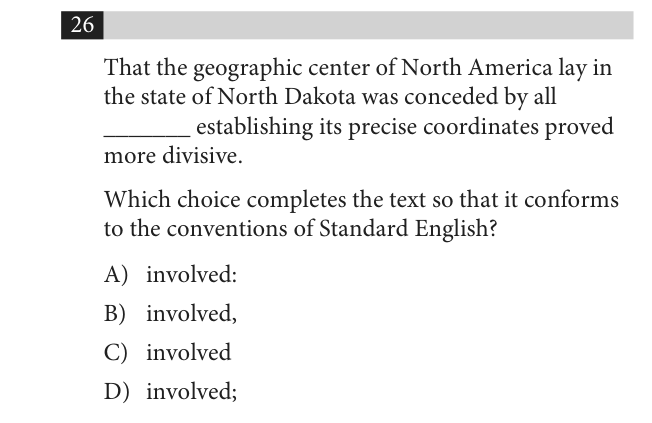 26
That the geographic center of North America lay in
the state of North Dakota was conceded by all
_______ establishing its precise coordinates proved
more divisive.
Which choice completes the text so that it conforms
to the conventions of Standard English?
A) involved:
B) involved,
C) involved
D) involved;